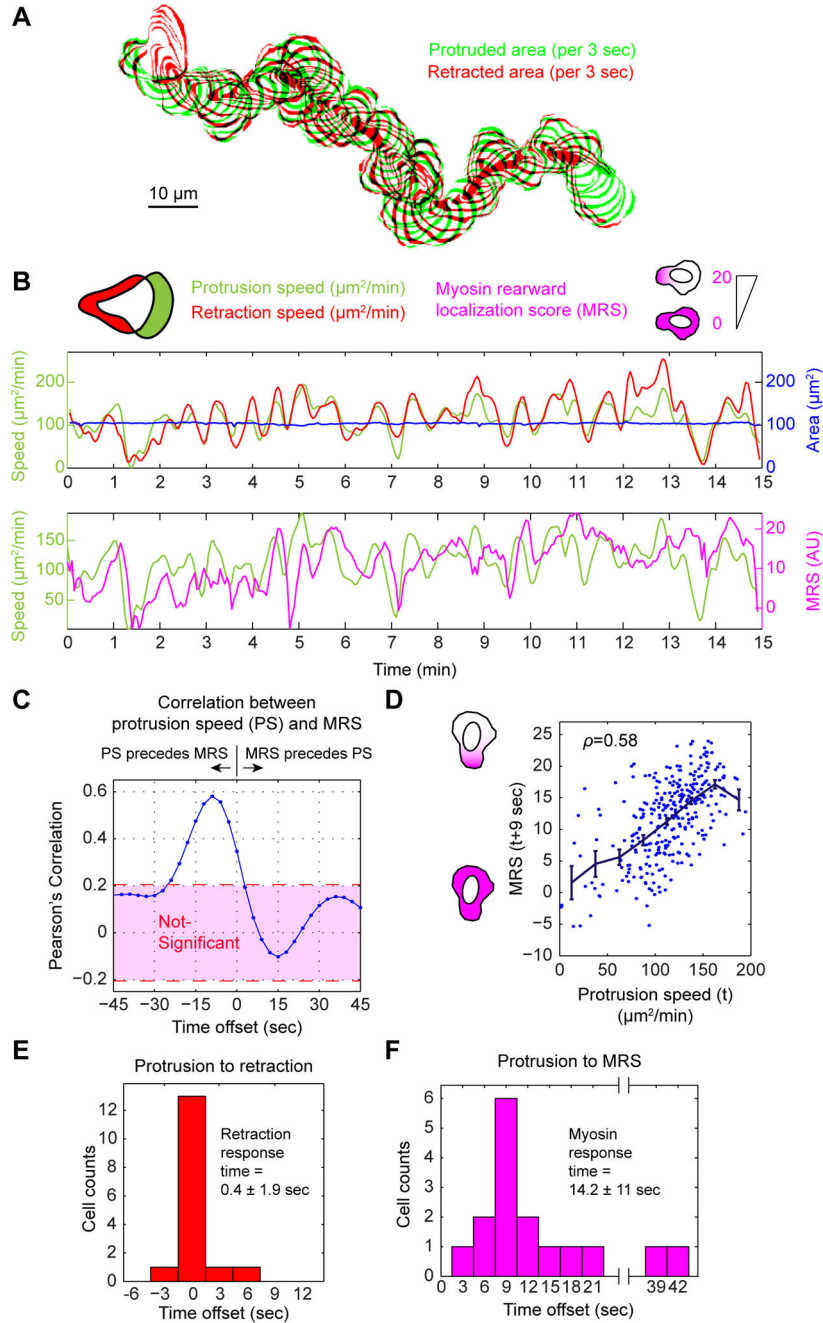 A
Protruded area (per 3 sec)
Retracted area (per 3 sec)
10 µm
B
Protrusion speed (µm²/min)
Retraction speed (µm²/min)
Myosin rearward
localization score (MRS)
20
0
Speed (µm²/min)
200
100
0
200
100
0
Area (µm²)
0 1 2 3 4 5 6 7 8 9 10 11 12 13 14 15
Speed (µm²/min)
150
100
50
20
10
0
MRS (AU)
0 1 2 3 4 5 6 7 8 9 10 11 12 13 14 15
Time (min)
C
Correlation between
protrusion speed (PS) and MRS
PS precedes MRS
MRS precedes PS
Pearson's Correlation
0.6
0.4
0.2
0
−0.2
Not-
Significant
−45 −30 −15 0 15 30 45
Time offset (sec)
D
ρ=0.58
MRS (t+9 sec)
25
20
15
10
5
0
−5
−10
0 50 100 150 200
Protrusion speed (t)
(µm²/min)
E
Protrusion to retraction
Cell counts
12
10
8
6
4
2
0
Retraction
response
time =
0.4 ± 1.9 sec
-6 −3 0 3 6 9 12
Time offset (sec)
F
Protrusion to MRS
Cell counts
6
5
4
3
2
1
0
Myosin
response
time =
14.2 ± 11 sec
0 3 6 9 12 15 18 21 39 42
Time offset (sec)